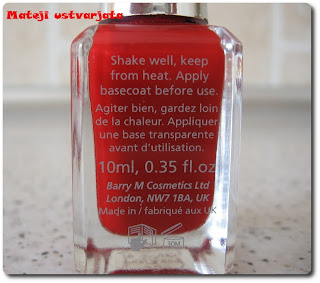 Mateji ustvarjata
Shake well, keep
from heat. Apply
basecoat before use.
Agiter bien, gardez loin
de la chaleur. Appliquer
une base transparente
avant d'utilisation.
10ml, 0.35 fl.oz
Barry M Cosmetics Ltd
London, NW7 1BA, UK
Made in / fabriqué aux UK
30M